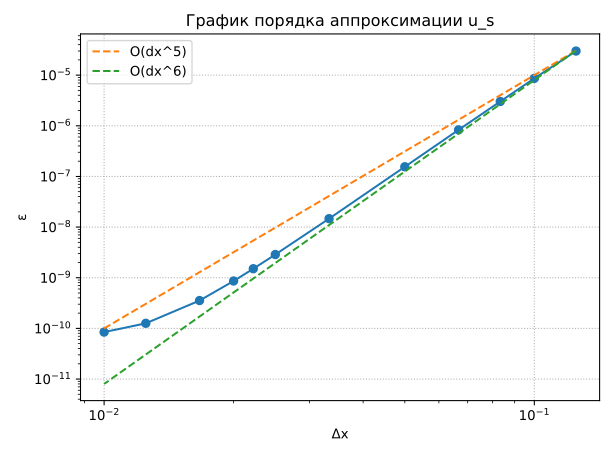 График порядка аппроксимации u_s
O(dx^5)
O(dx^6)
10⁻⁵
10⁻⁶
10⁻⁷
10⁻⁸
10⁻⁹
10⁻¹⁰
10⁻¹¹
ε
10⁻²
10⁻¹
Δx